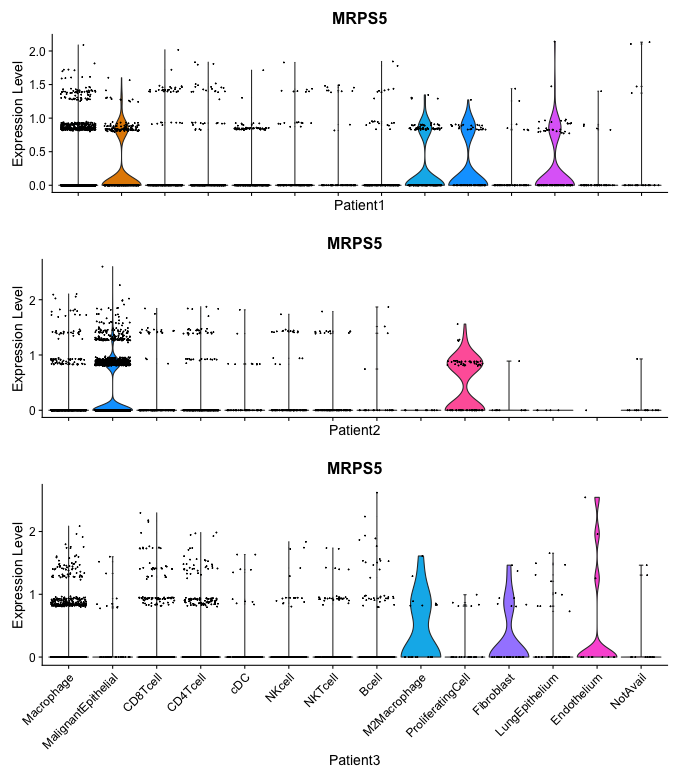 MRPS5
Expression Level
2.0
1.5
1.0
0.5
0.0
Patient1
MRPS5
Expression Level
2
1
0
Patient2
MRPS5
Expression Level
2
1
0
Macrophage
MalignantEpithelial
CD8Tcell
CD4Tcell
cDC
NKcell
NKTcell
Bcell
M2Macrophage
ProliferatingCell
Fibroblast
LungEpithelium
Endothelium
NotAvail
Patient3